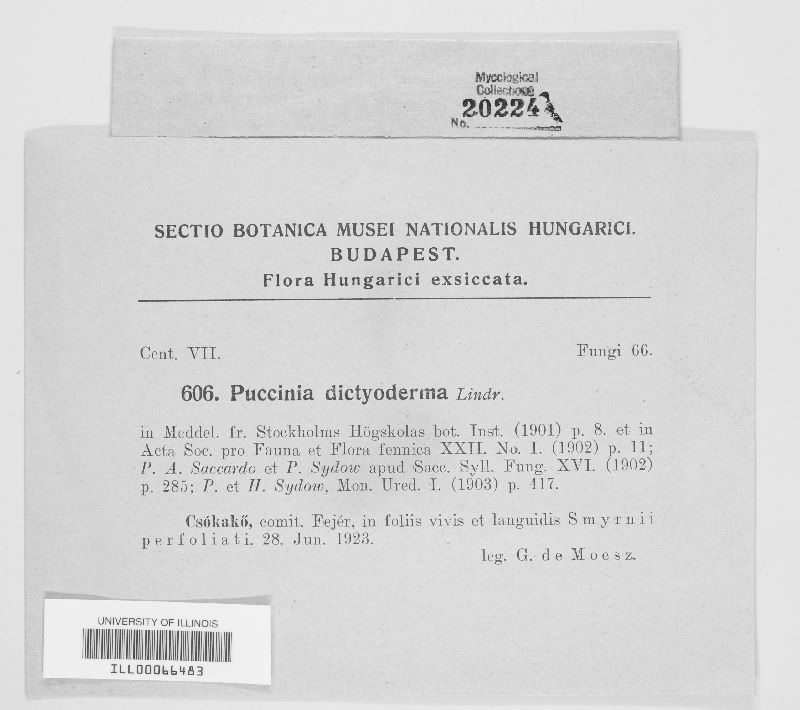 Mycological
Collections
20224
No.
SECTIO BOTANICA MUSEI NATIONALIS HUNGARICI.
BUDAPEST.
Flora Hungarici exsiccata.
Cent. VII. Fungi 66.
606. Puccinia dictyoderma Lindr.
in Meddel. fr. Stockholms Högskolas bot. Inst. (1901) p. 8. et in
Acta Soc. pro Fauna et Flora fennica XXII. No. 1. (1902) p. 11;
P. A. Saccardo et P. Sydow apud Sacc. Syll. Fung. XVI. (1902)
p. 285; P. et H. Sydow, Mon. Ured. I. (1903) p. 417.
Csókakő, comit. Fejér, in foliis vivis et languidis Smyrnii
perfoliati. 28. Jun. 1923.
leg. G. de Moesz.
UNIVERSITY OF ILLINOIS
ILL00066483